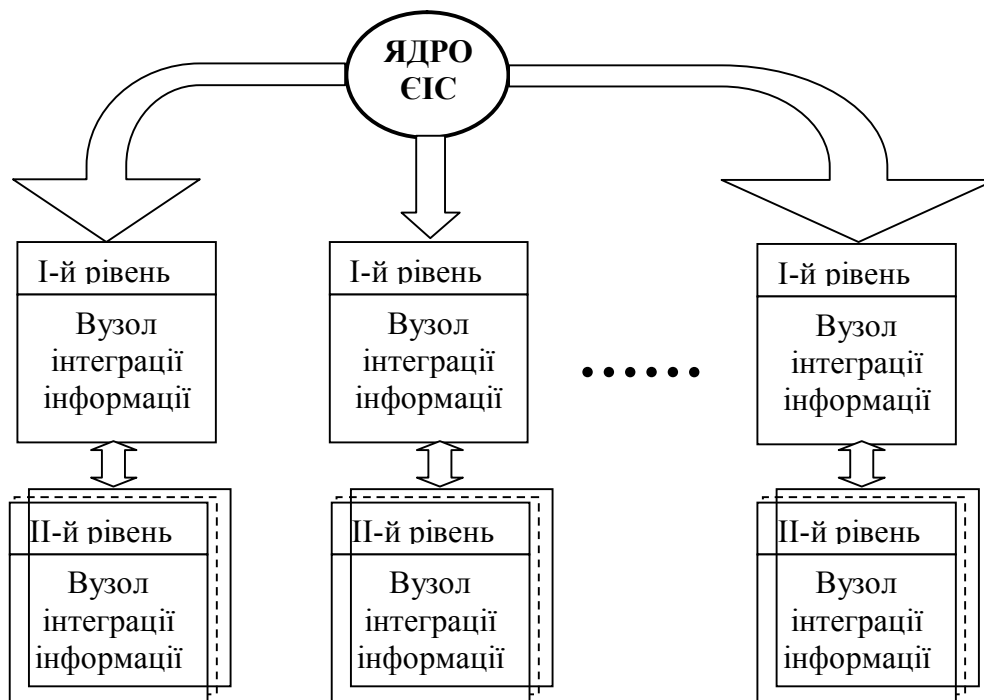 ЯДРО
ЄІС
І-й рівень
І-й рівень
І-й рівень
Вузол
інтеграції
інформації
Вузол
інтеграції
інформації
......
Вузол
інтеграції
інформації
ІІ-й рівень
ІІ-й рівень
ІІ-й рівень
Вузол
інтеграції
інформації
Вузол
інтеграції
інформації
Вузол
інтеграції
інформації